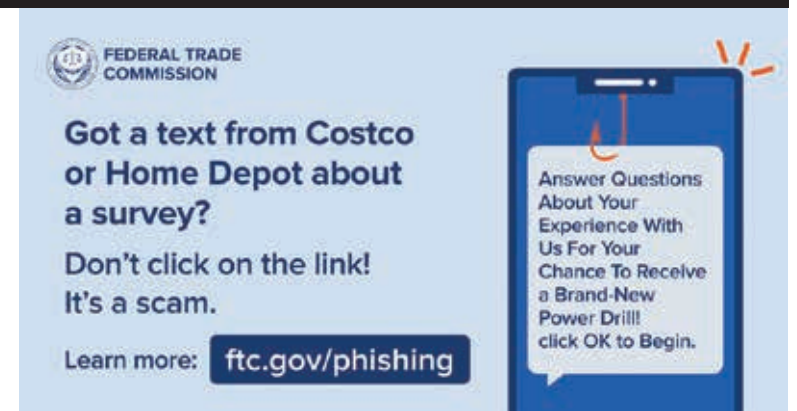 FEDERAL TRADE
COMMISSION
Got a text from Costco
or Home Depot about
a survey?
Don't click on the link!
It's a scam.
Learn more: ftc.gov/phishing
Answer Questions
About Your
Experience With
Us For Your
Chance To Receive
a Brand-New
Power Drill!
click OK to Begin.